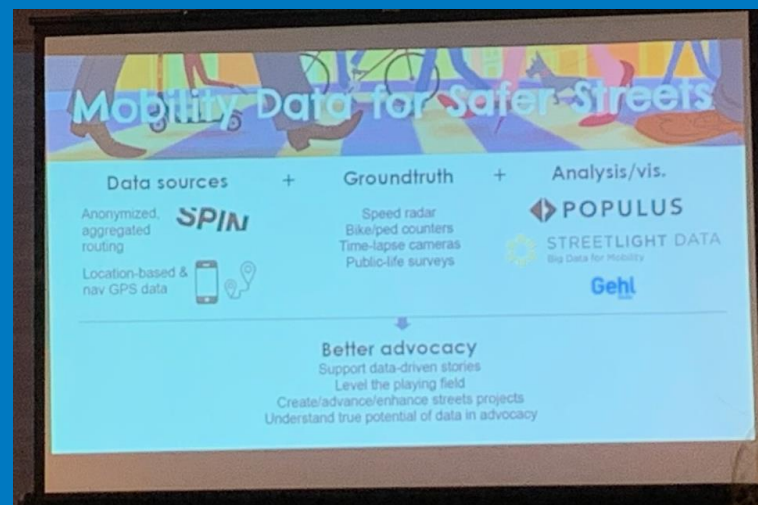 Mobility Data for Safer Streets
Data sources + Groundtruth + Analysis/vis.
Anonymized,
aggregated
routing
SPIN
Location-based &
nav GPS data
Speed radar
Bike/ped counters
Time-lapse cameras
Public-life surveys
POPULUS
STREETLIGHT DATA
Big Data for Mobility
Gehl
Better advocacy
Support data-driven stories
Level the playing field
Create/advance/enhance streets projects
Understand true potential of data in advocacy